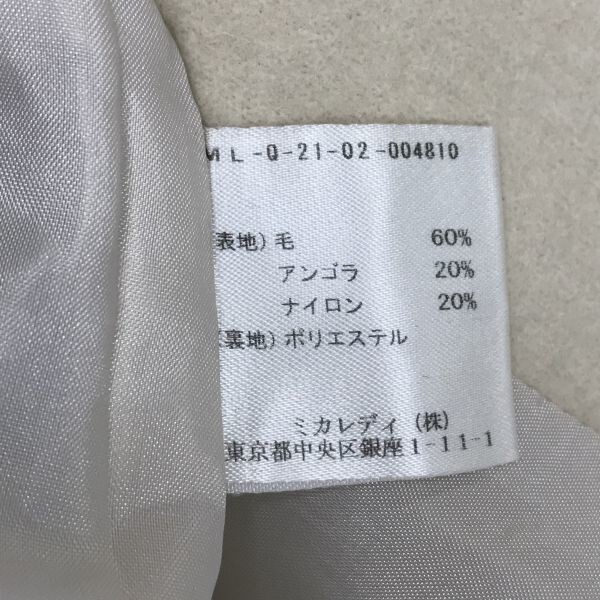 ML-Q-21-02-004810
(表地)毛 60%
アンゴラ 20%
ナイロン 20%
(裏地)ポリエステル
ミカレディ(株)
東京都中央区銀座1-11-1